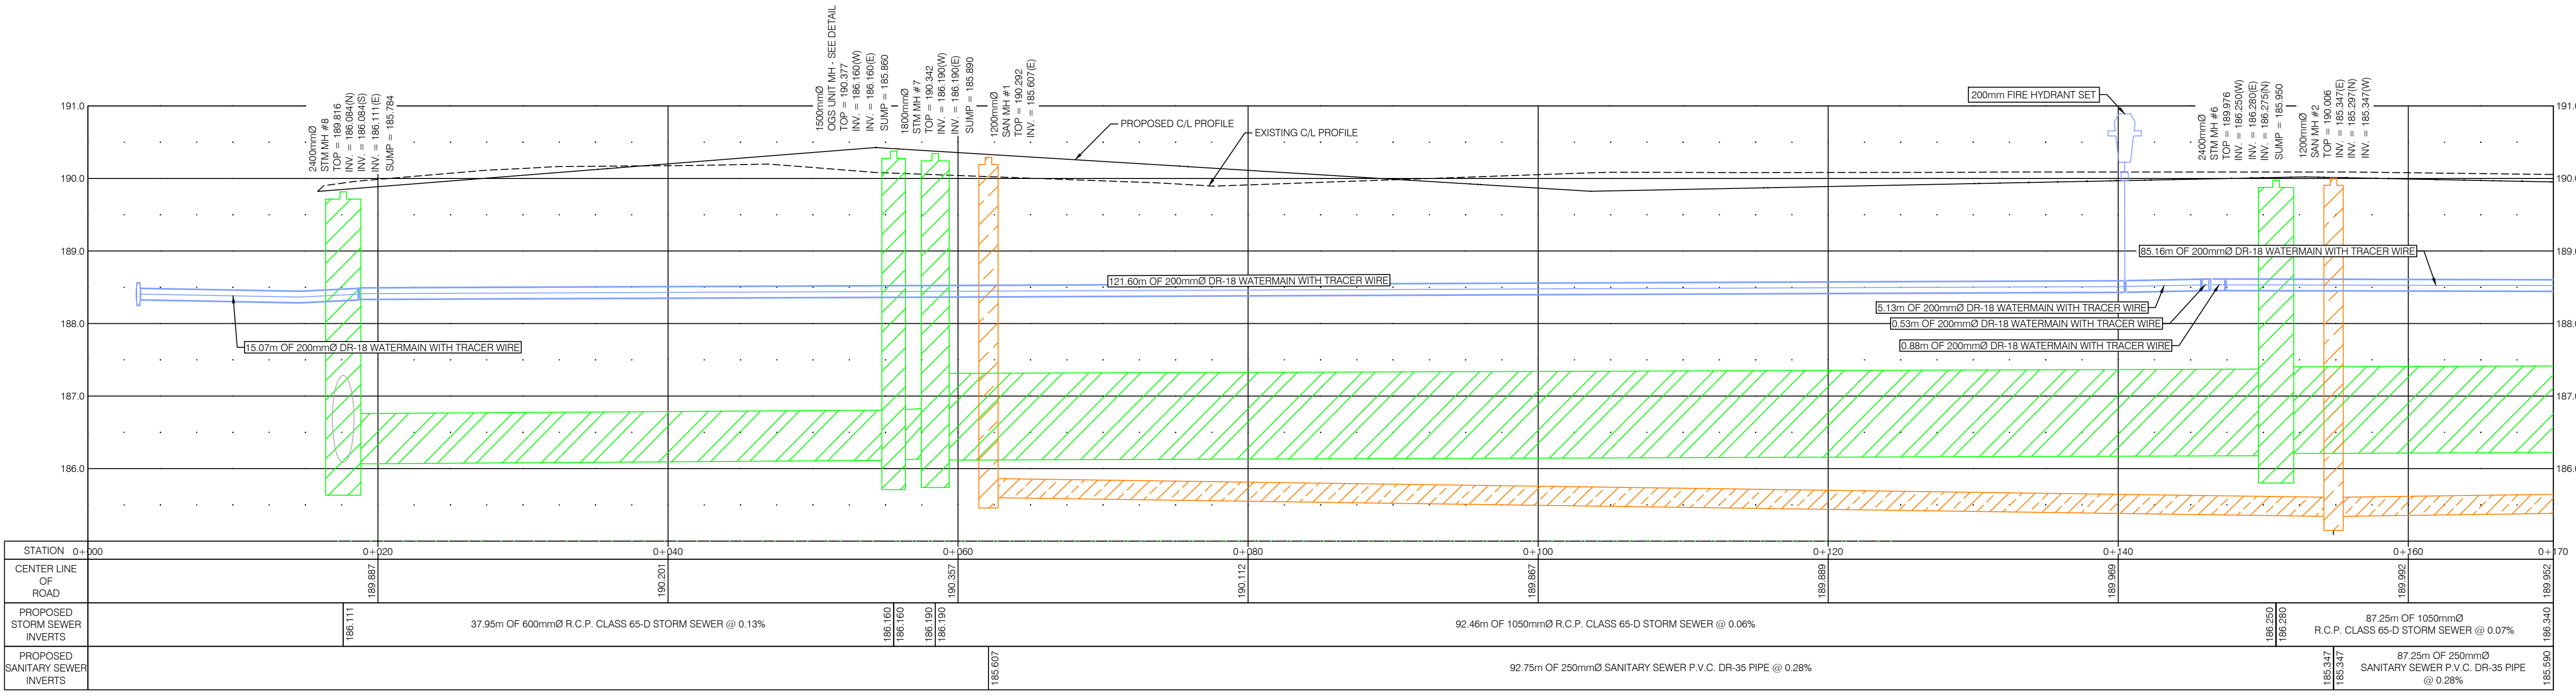 2400mmØ
STM MH #8
TOP = 189.816
INV. = 186.084(N)
INV. = 186.084(S)
INV. = 186.111(E)
SUMP = 185.784
1500mmØ
OGS UNIT MH - SEE DETAIL
TOP = 190.377
INV. = 186.160(W)
INV. = 186.160(E)
SUMP = 185.860
1800mmØ
STM MH #7
TOP = 190.342
INV. = 186.190(W)
INV. = 186.190(E)
SUMP = 185.890
1200mmØ
SAN MH #1
TOP = 190.292
INV. = 185.607(E)
PROPOSED C/L PROFILE
EXISTING C/L PROFILE
200mm FIRE HYDRANT SET
2400mmØ
STM MH #6
TOP = 189.976
INV. = 186.250(W)
INV. = 186.280(E)
INV. = 186.275(N)
SUMP = 185.950
1200mmØ
SAN MH #2
TOP = 190.006
INV. = 185.347(E)
INV. = 185.297(N)
INV. = 185.347(W)
191.0
190.0
189.0
188.0
187.0
186.0
191.0
190.0
189.0
188.0
187.0
186.0
85.16m OF 200mmØ DR-18 WATERMAIN WITH TRACER WIRE
121.60m OF 200mmØ DR-18 WATERMAIN WITH TRACER WIRE
5.13m OF 200mmØ DR-18 WATERMAIN WITH TRACER WIRE
0.53m OF 200mmØ DR-18 WATERMAIN WITH TRACER WIRE
15.07m OF 200mmØ DR-18 WATERMAIN WITH TRACER WIRE
0.88m OF 200mmØ DR-18 WATERMAIN WITH TRACER WIRE
STATION 0+000 0+020 0+040 0+060 0+080 0+100 0+120 0+140 0+160 0+170
CENTER LINE
OF
ROAD
189.887 190.201 190.357 190.112 189.867 189.889 189.969 189.992 189.952
PROPOSED
STORM SEWER
INVERTS
186.111
37.95m OF 600mmØ R.C.P. CLASS 65-D STORM SEWER @ 0.13%
186.160
186.160
186.190
186.190
92.46m OF 1050mmØ R.C.P. CLASS 65-D STORM SEWER @ 0.06%
186.250
186.280
87.25m OF 1050mmØ
R.C.P. CLASS 65-D STORM SEWER @ 0.07%
186.340
PROPOSED
SANITARY SEWER
INVERTS
185.607
92.75m OF 250mmØ SANITARY SEWER P.V.C. DR-35 PIPE @ 0.28%
185.347
185.347
87.25m OF 250mmØ
SANITARY SEWER P.V.C. DR-35 PIPE
@ 0.28%
185.590